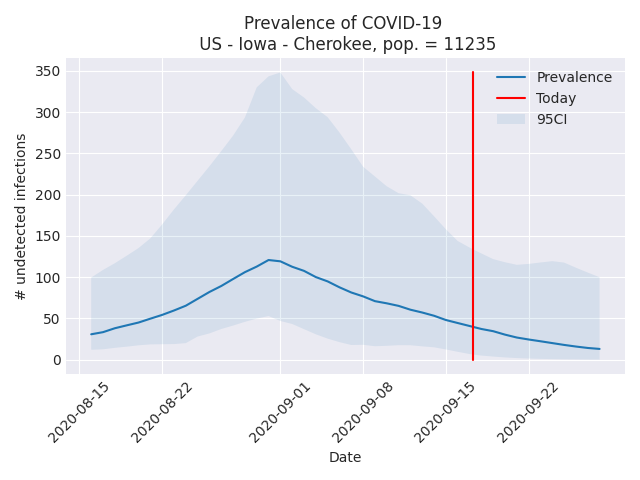 Prevalence of COVID-19
US - Iowa - Cherokee, pop. = 11235
350
300
250
200
150
100
50
0
# undetected infections
Prevalence
Today
95CI
2020-08-15
2020-08-22
2020-09-01
2020-09-08
2020-09-15
2020-09-22
Date